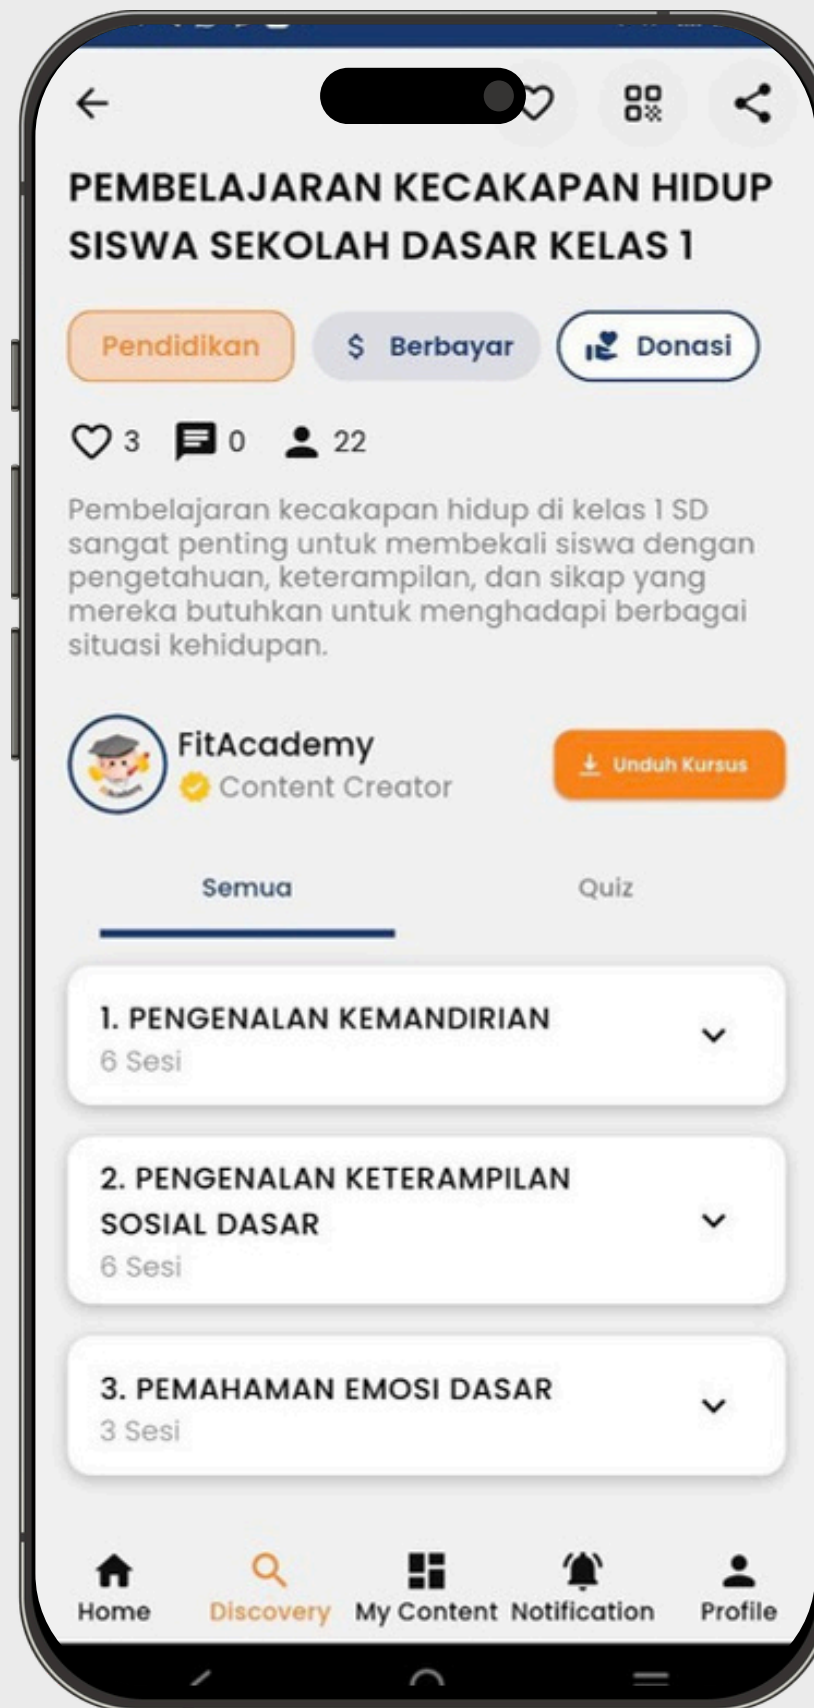 PEMBELAJARAN KECAKAPAN HIDUP
SISWA SEKOLAH DASAR KELAS 1
Pendidikan
$ Berbayar
Donasi
3
0
22
Pembelajaran kecakapan hidup di kelas 1 SD
sangat penting untuk membekali siswa dengan
pengetahuan, keterampilan, dan sikap yang
mereka butuhkan untuk menghadapi berbagai
situasi kehidupan.
FitAcademy
Content Creator
Unduh Kursus
Semua
Quiz
1. PENGENALAN KEMANDIRIAN
6 Sesi
2. PENGENALAN KETERAMPILAN
SOSIAL DASAR
6 Sesi
3. PEMAHAMAN EMOSI DASAR
3 Sesi
Home
Discovery
My Content
Notification
Profile